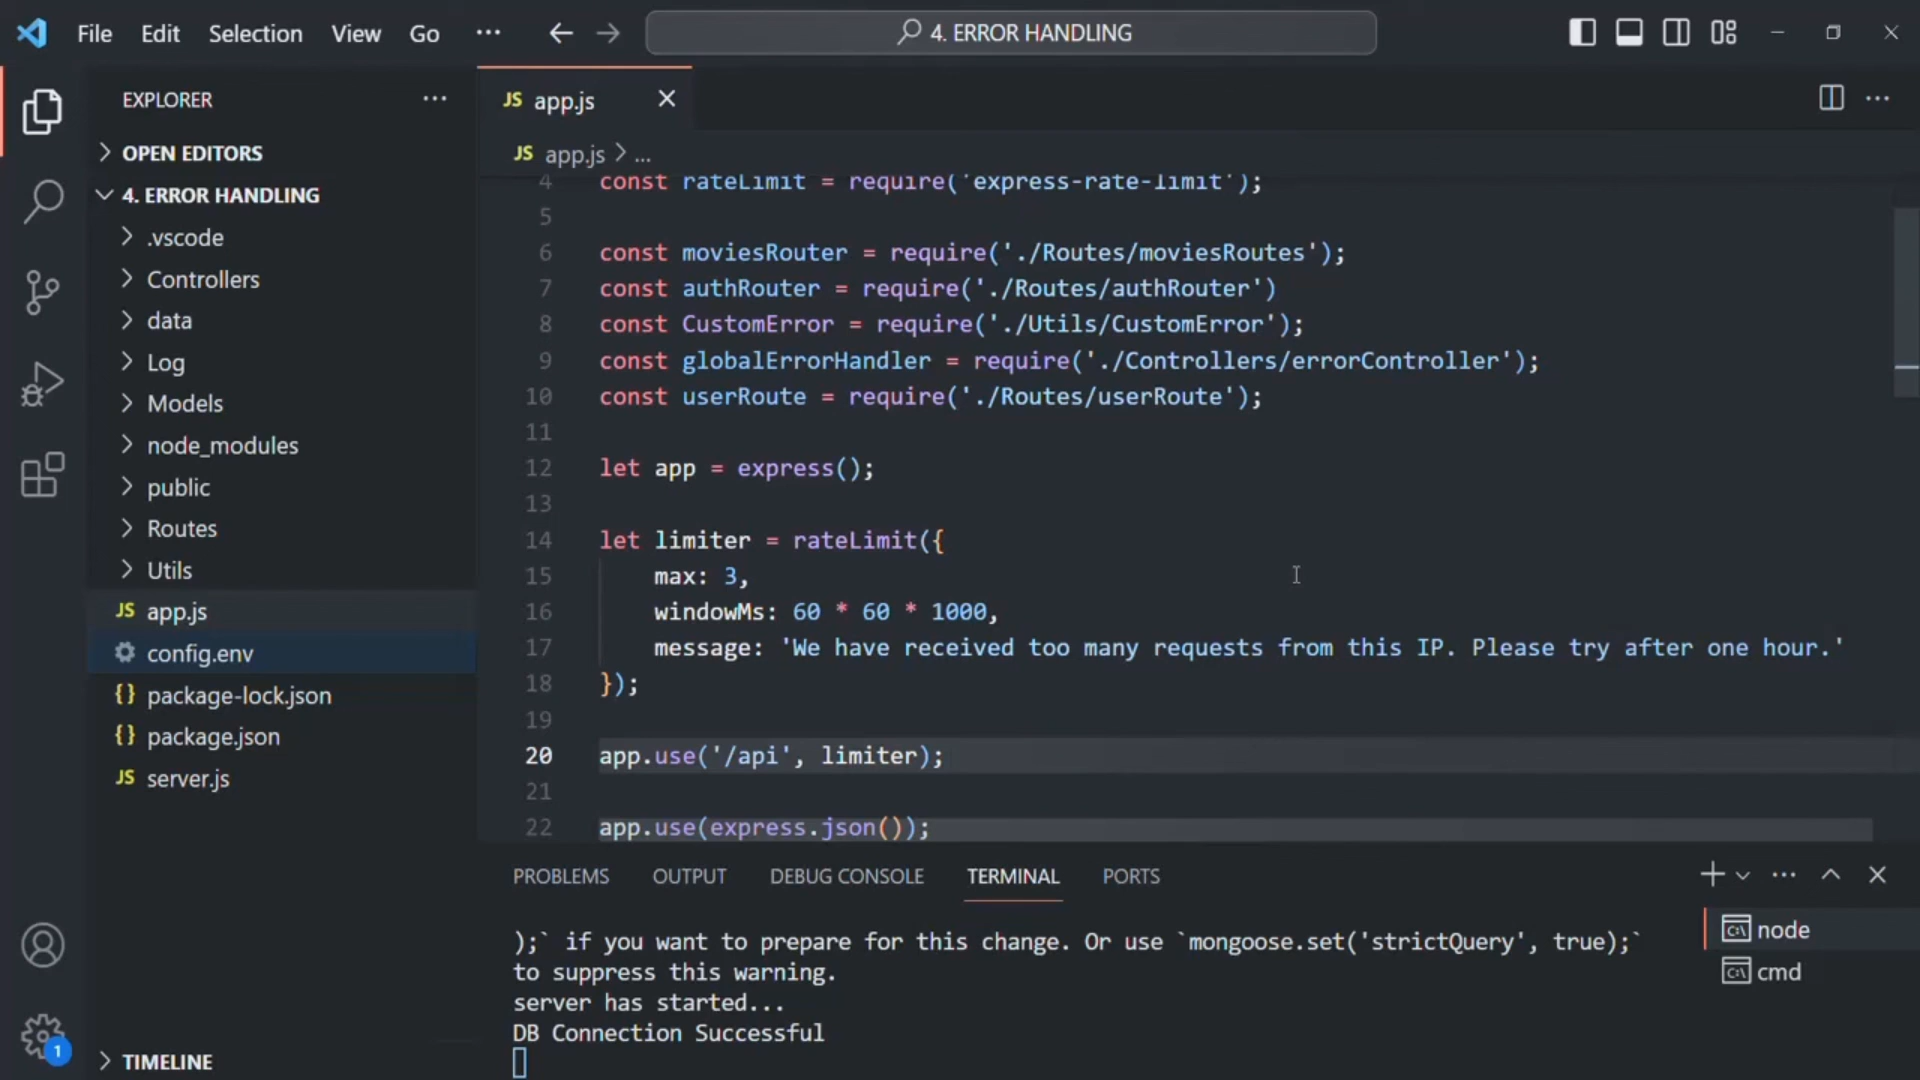 File Edit Selection View Go ··· 4. ERROR HANDLING
EXPLORER ···
OPEN EDITORS
4. ERROR HANDLING
.vscode
Controllers
data
Log
Models
node_modules
public
Routes
Utils
JS app.js
config.env
{} package-lock.json
{} package.json
JS server.js
TIMELINE
1
JS app.js
JS app.js > ...
4 const rateLimit = require('express-rate-limit');
5
6 const moviesRouter = require('./Routes/moviesRoutes');
7 const authRouter = require('./Routes/authRouter')
8 const CustomError = require('./Utils/CustomError');
9 const globalErrorHandler = require('./Controllers/errorController');
10 const userRoute = require('./Routes/userRoute');
11
12 let app = express();
13
14 let limiter = rateLimit({
15 max: 3,
16 windowMs: 60 * 60 * 1000,
17 message: 'We have received too many requests from this IP. Please try after one hour.'
18 });
19
20 app.use('/api', limiter);
21
22 app.use(express.json());
PROBLEMS OUTPUT DEBUG CONSOLE TERMINAL PORTS
);` if you want to prepare for this change. Or use `mongoose.set('strictQuery', true);`
to suppress this warning.
server has started...
DB Connection Successful
node
cmd